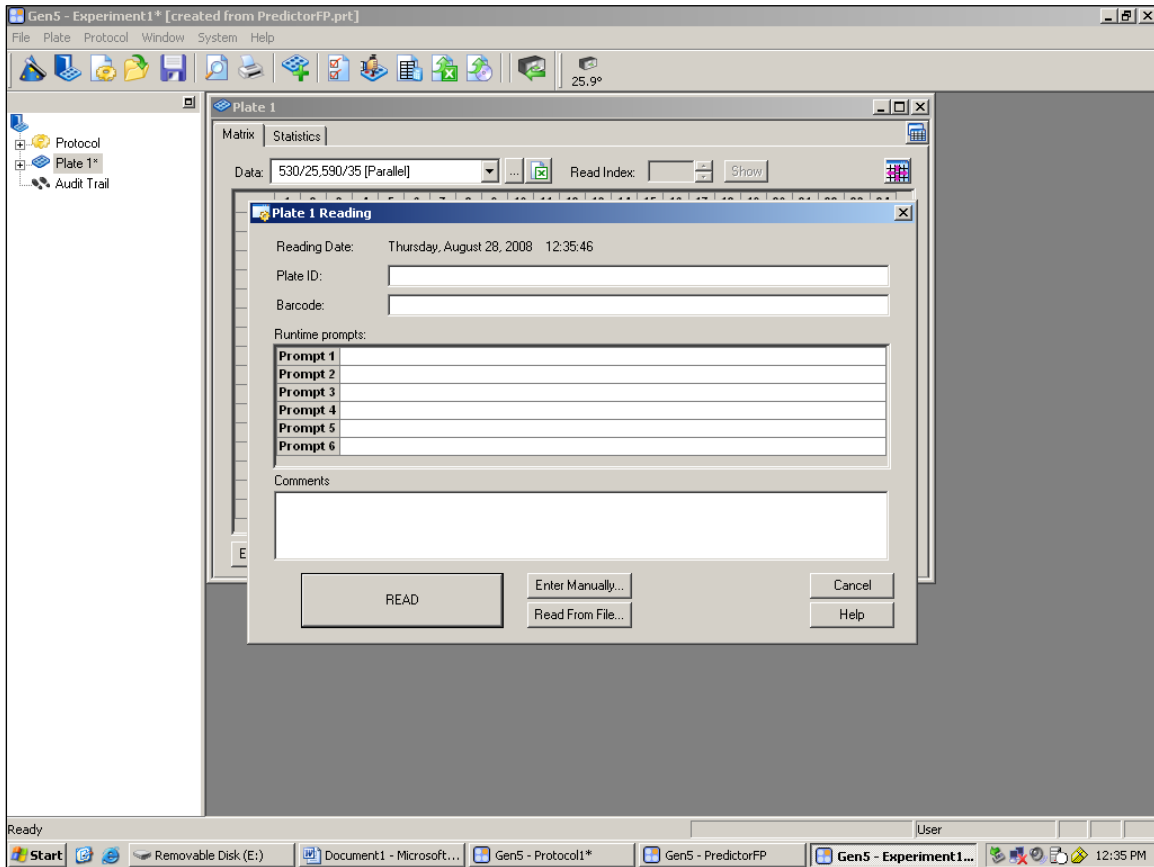 Gen5 - Experiment1* [created from PredictorFP.prt]
File Plate Protocol Window System Help
25.9°
Plate 1
Protocol
Plate 1*
Audit Trail
Matrix Statistics
Data: 530/25,590/35 [Parallel] ... Read Index: Show
Plate 1 Reading
Reading Date: Thursday, August 28, 2008 12:35:46
Plate ID:
Barcode:
Runtime prompts:
Prompt 1
Prompt 2
Prompt 3
Prompt 4
Prompt 5
Prompt 6
Comments
E
READ
Enter Manually...
Cancel
Read From File...
Help
Ready User
Start Removable Disk (E:) Document1 - Microsoft... Gen5 - Protocol1* Gen5 - PredictorFP Gen5 - Experiment1... 12:35 PM